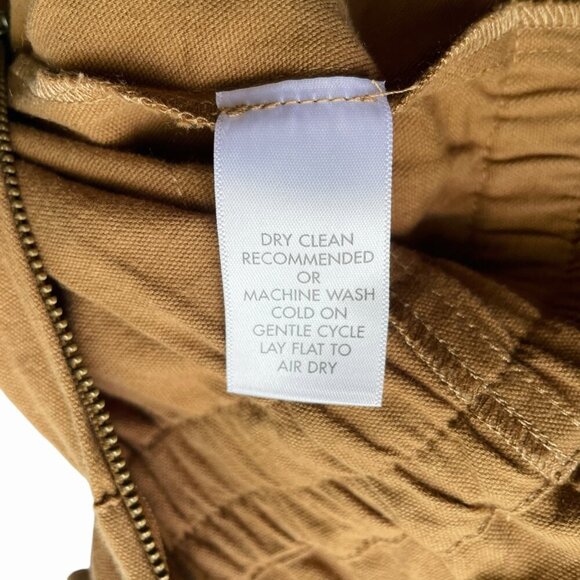 DRY CLEAN
RECOMMENDED
OR
MACHINE WASH
COLD ON
GENTLE CYCLE
LAY FLAT TO
AIR DRY